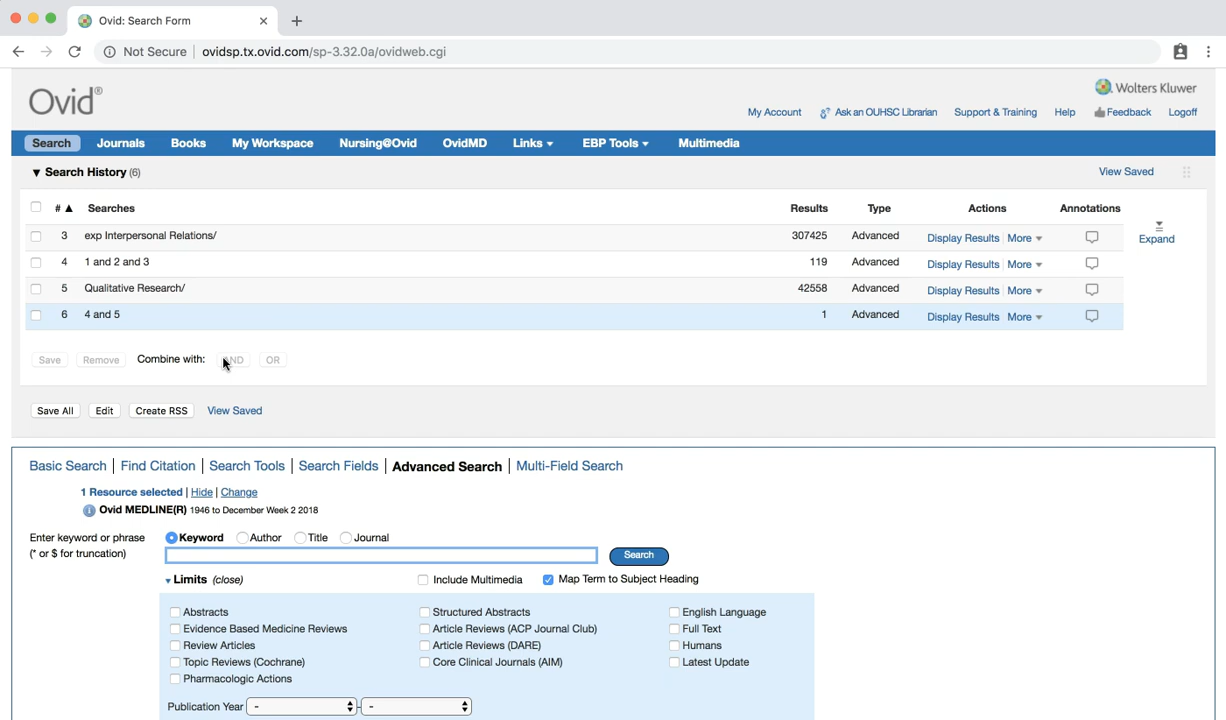 Ovid: Search Form
Not Secure ovidsp.tx.ovid.com/sp-3.32.0a/ovidweb.cgi
Ovid®
Wolters Kluwer
My Account Ask an OUHSC Librarian Support & Training Help Feedback Logoff
Search Journals Books My Workspace Nursing@Ovid OvidMD Links EBP Tools Multimedia
Search History (6) View Saved
# Searches Results Type Actions Annotations
3 exp Interpersonal Relations/ 307425 Advanced Display Results More
Expand
4 1 and 2 and 3 119 Advanced Display Results More
5 Qualitative Research/ 42558 Advanced Display Results More
6 4 and 5 1 Advanced Display Results More
Save Remove Combine with: AND OR
Save All Edit Create RSS View Saved
Basic Search | Find Citation | Search Tools | Search Fields | Advanced Search | Multi-Field Search
1 Resource selected | Hide | Change
Ovid MEDLINE(R) 1946 to December Week 2 2018
Enter keyword or phrase
(* or $ for truncation)
Keyword Author Title Journal
Search
Limits (close) Include Multimedia Map Term to Subject Heading
Abstracts Structured Abstracts English Language
Evidence Based Medicine Reviews Article Reviews (ACP Journal Club) Full Text
Review Articles Article Reviews (DARE) Humans
Topic Reviews (Cochrane) Core Clinical Journals (AIM) Latest Update
Pharmacologic Actions
Publication Year - - -